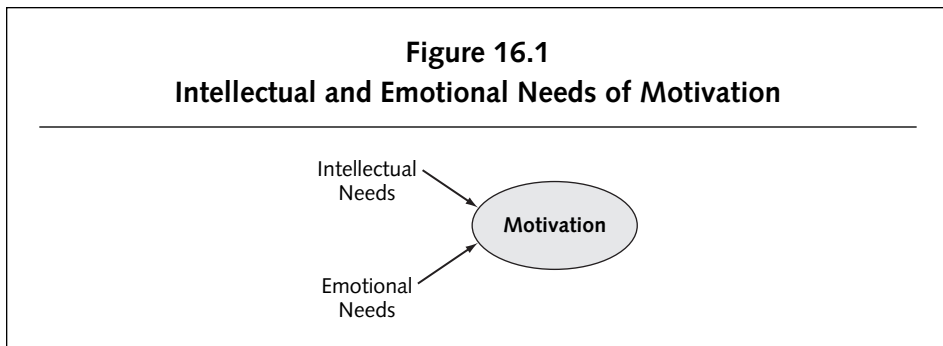 Figure 16.1
Intellectual and Emotional Needs of Motivation
Intellectual
Needs
Motivation
Emotional
Needs